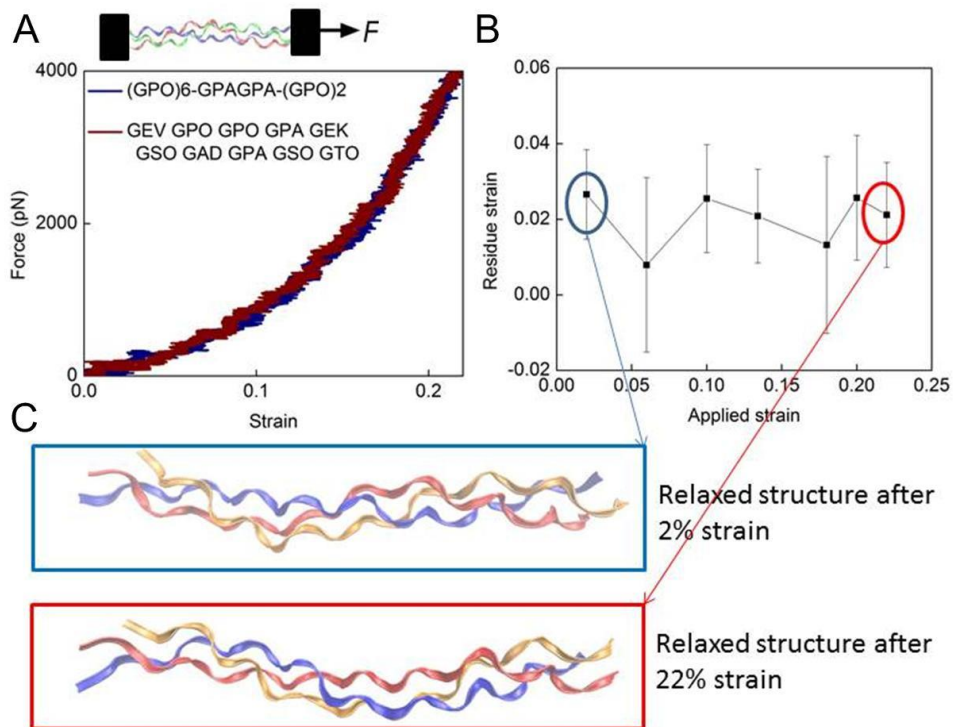 A
F
B
4000
(GPO)6-GPAGPA-(GPO)2
GEV GPO GPO GPA GEK
GSO GAD GPA GSO GTO
2000
0
Force (pN)
0.0
0.1
0.2
Strain
0.06
0.04
0.02
0.00
-0.02
Residue strain
0.00
0.05
0.10
0.15
0.20
0.25
Applied strain
C
Relaxed structure after
2% strain
Relaxed structure after
22% strain